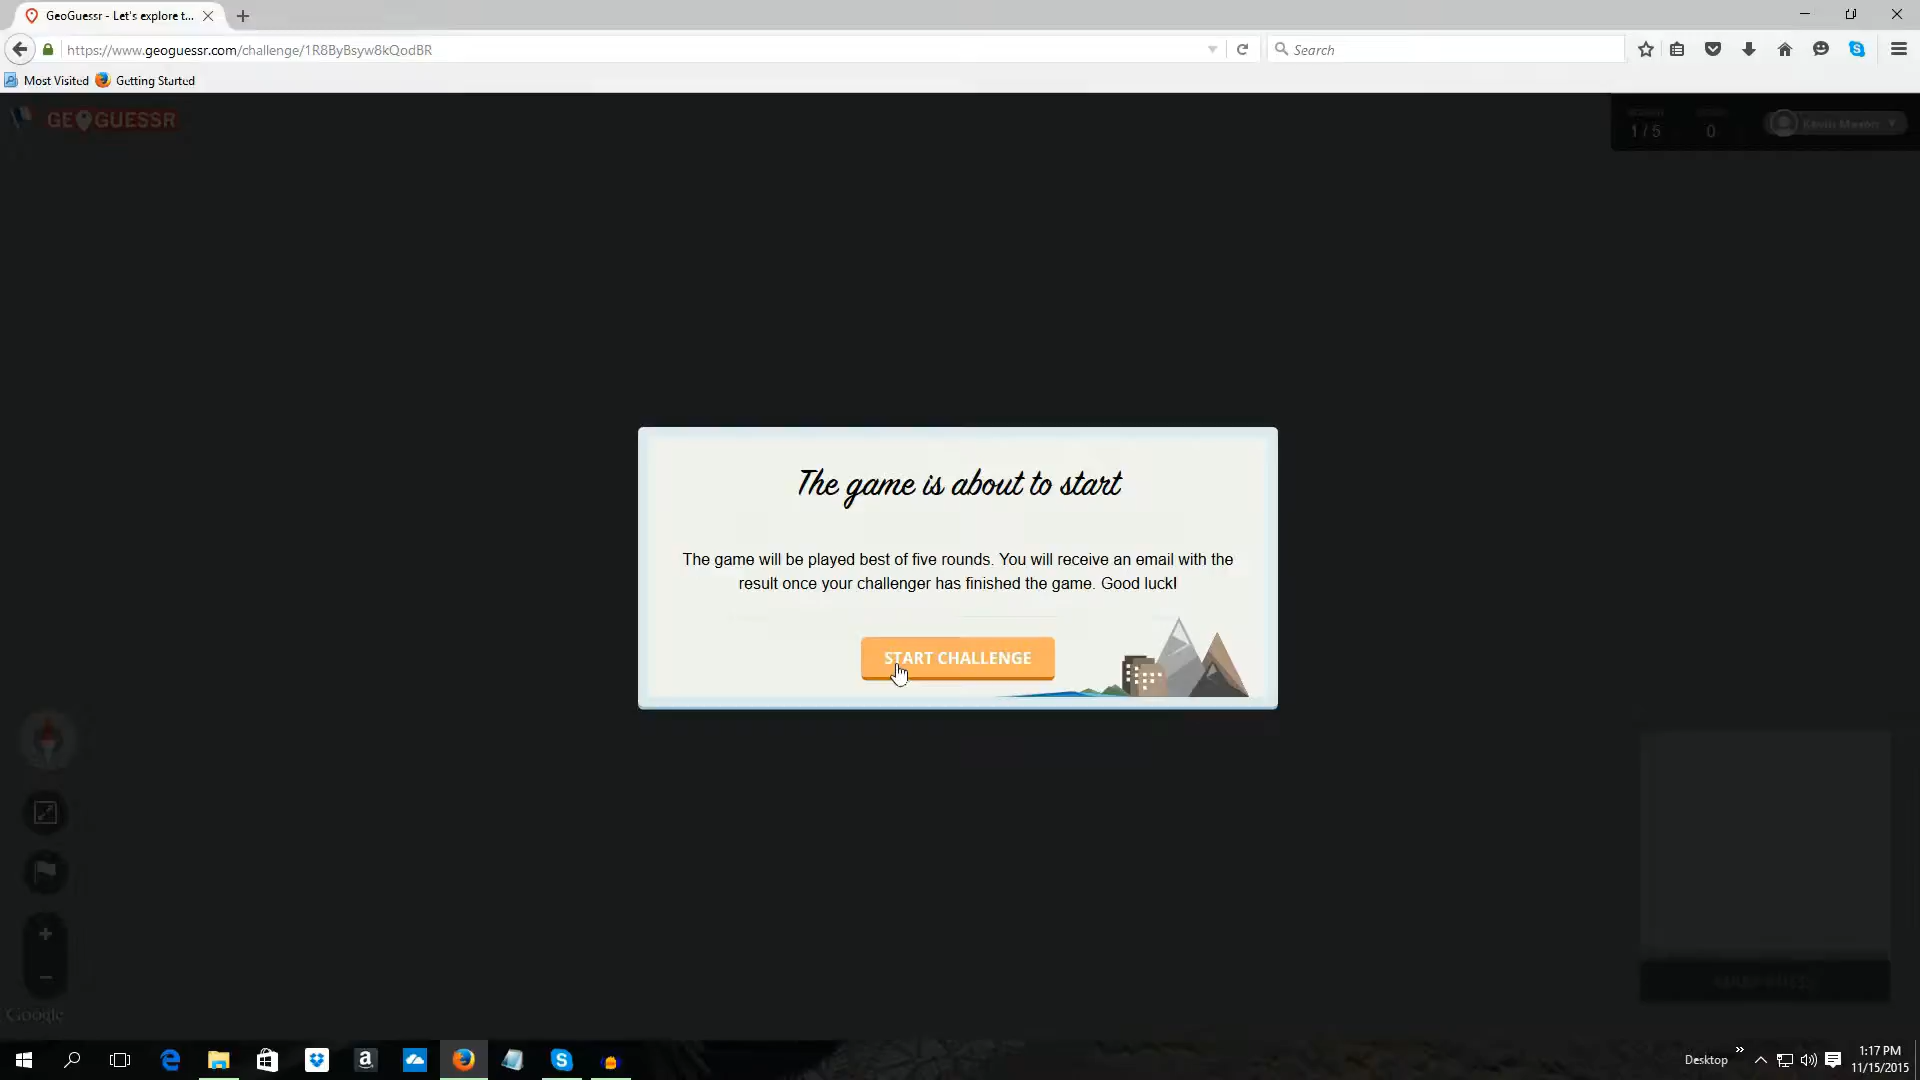 GeoGuessr - Let's explore t...
https://www.geoguessr.com/challenge/1R8ByBsyw8kQodBR
Search
Most Visited
Getting Started
GEOGUESSR
1 / 5
0
The game is about to start
The game will be played best of five rounds. You will receive an email with the
result once your challenger has finished the game. Good luck!
START CHALLENGE
Google
Desktop
1:17 PM
11/15/2015